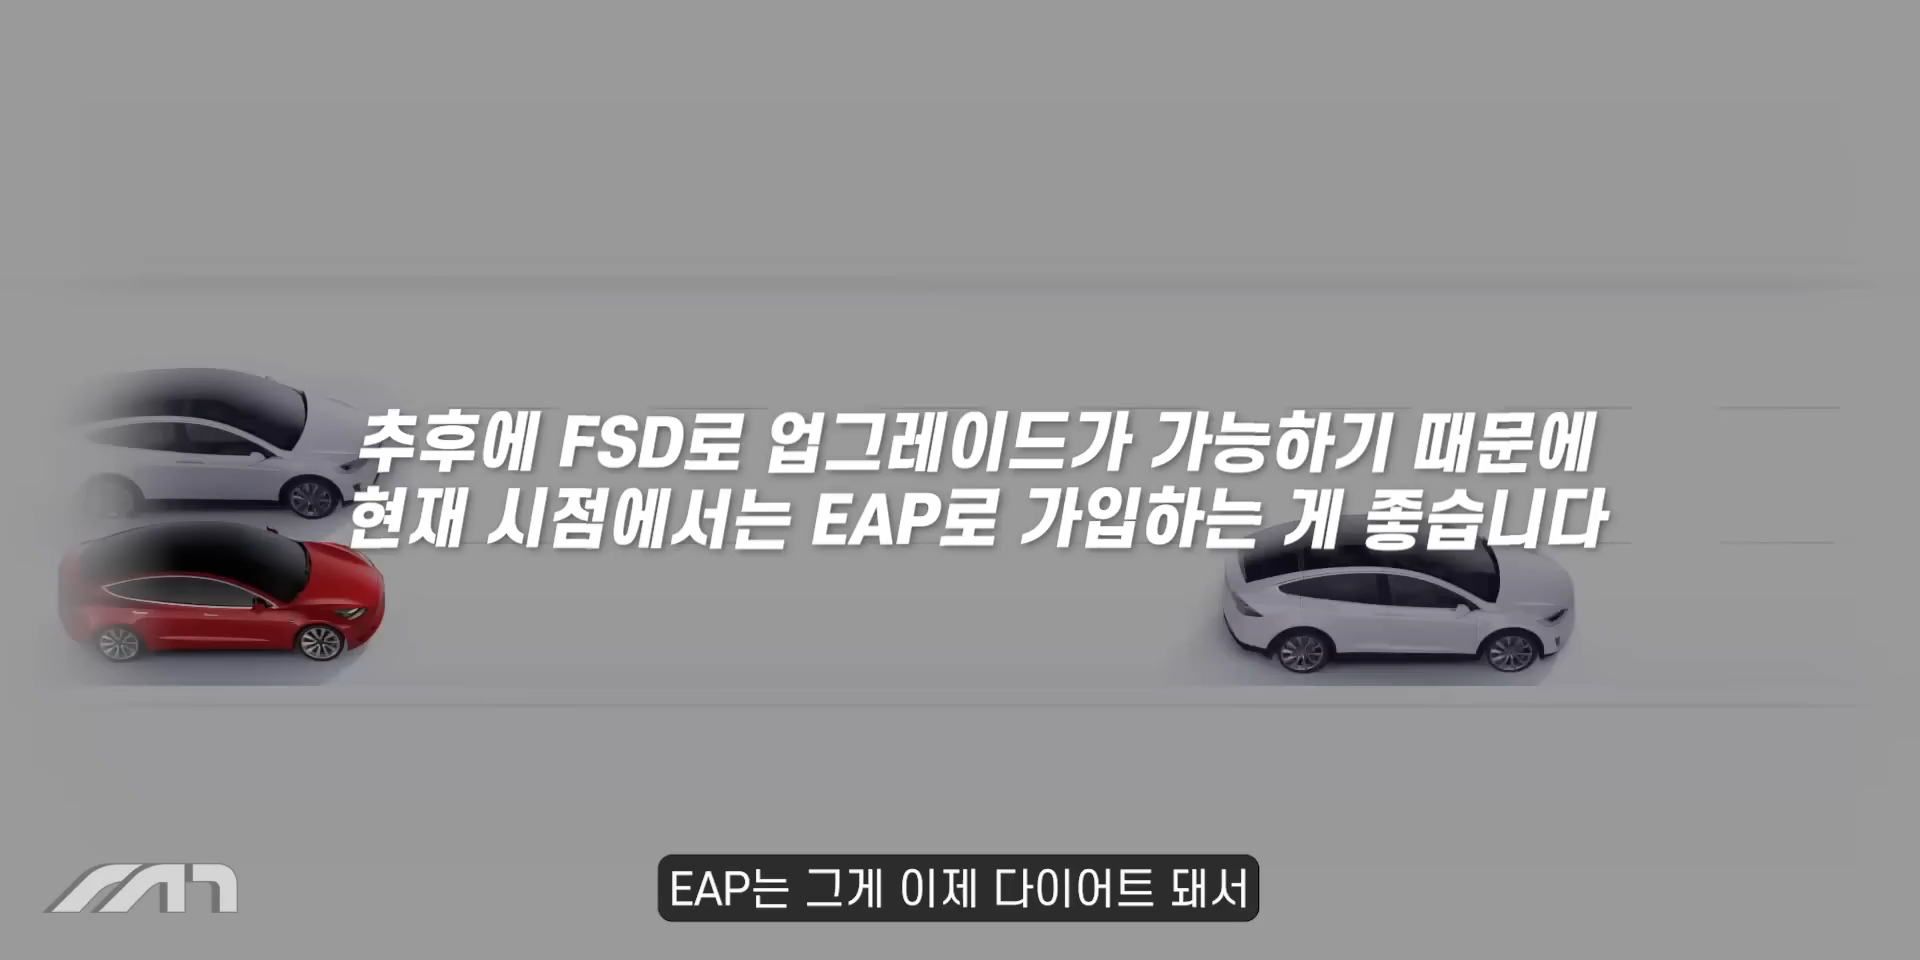 추후에 FSD로 업그레이드가 가능하기 때문에
현재 시점에서는 EAP로 가입하는 게 좋습니다
EAP는 그게 이제 다이어트 돼서